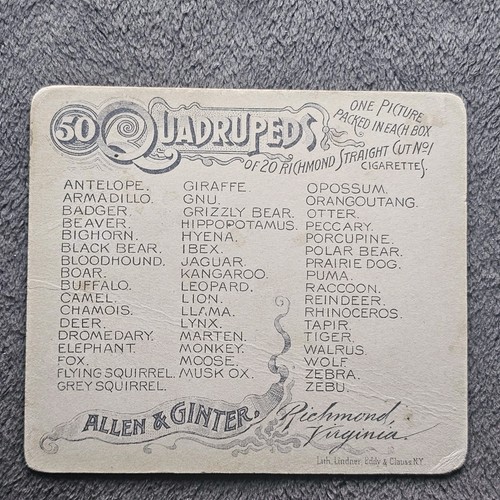 50 QUADRUPEDS
ONE PICTURE
PACKED IN EACH BOX
OF 20 RICHMOND STRAIGHT CUT No 1
CIGARETTES.
ANTELOPE.
ARMADILLO.
BADGER.
BEAVER.
BIGHORN.
BLACK BEAR.
BLOODHOUND.
BOAR.
BUFFALO.
CAMEL.
CHAMOIS.
DEER.
DROMEDARY.
ELEPHANT.
FOX.
FLYING SQUIRREL.
GREY SQUIRREL.
GIRAFFE.
GNU.
GRIZZLY BEAR.
HIPPOPOTAMUS.
HYENA.
IBEX.
JAGUAR.
KANGAROO.
LEOPARD.
LION.
LLAMA.
LYNX.
MARTEN.
MONKEY.
MOOSE.
MUSK OX.
OPOSSUM.
ORANGOUTANG.
OTTER.
PECCARY.
PORCUPINE.
POLAR BEAR.
PRAIRIE DOG.
PUMA.
RACCOON.
REINDEER.
RHINOCEROS.
TAPIR.
TIGER.
WALRUS.
WOLF
ZEBRA.
ZEBU.
ALLEN & GINTER.
Richmond,
Virginia.
Lith. Lindner, Eddy & Clauss. N.Y.